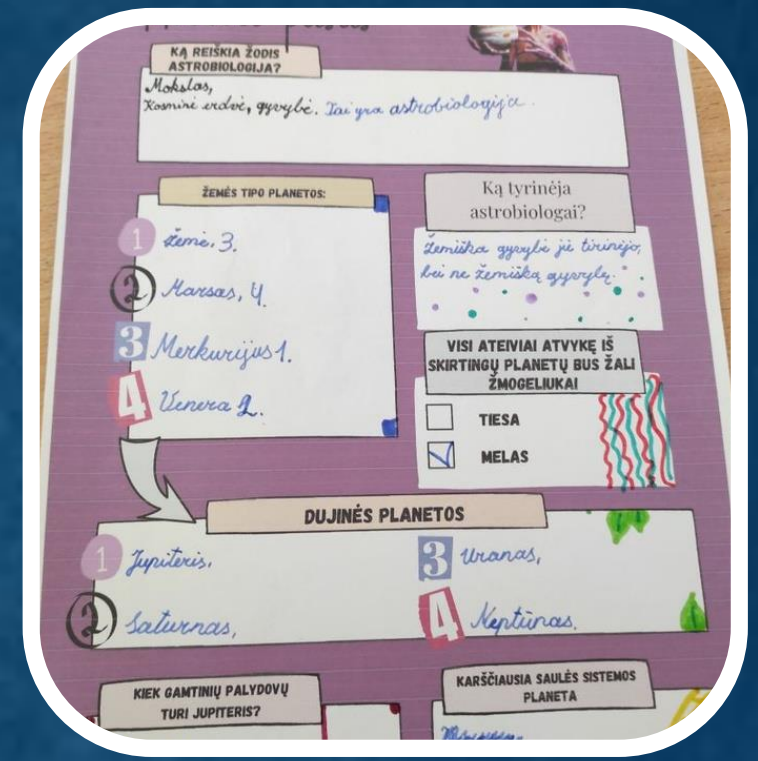 KĄ REIŠKIA ŽODIS
ASTROBIOLOGIJA?
Mokslas,
Kosminė erdvė, gyvybė. Tai yra astrobiologija.
ŽEMĖS TIPO PLANETOS:
1 Žemė, 3.
2 Marsas, 4.
3 Merkurijus 1.
4 Venera 2.
Ką tyrinėja
astrobiologai?
Žemišką gyvybę jie tirinėjo,
bei ne žemišką gyvybę.
VISI ATEIVIAI ATVYKĘ IŠ
SKIRTINGŲ PLANETŲ BUS ŽALI
ŽMOGELIUKAI
TIESA
MELAS
DUJINĖS PLANETOS
1 Jupiteris,
2 Saturnas,
3 Uranas,
4 Neptūnas.
KIEK GAMTINIŲ PALYDOVŲ
TURI JUPITERIS?
KARŠČIAUSIA SAULĖS SISTEMOS
PLANETA